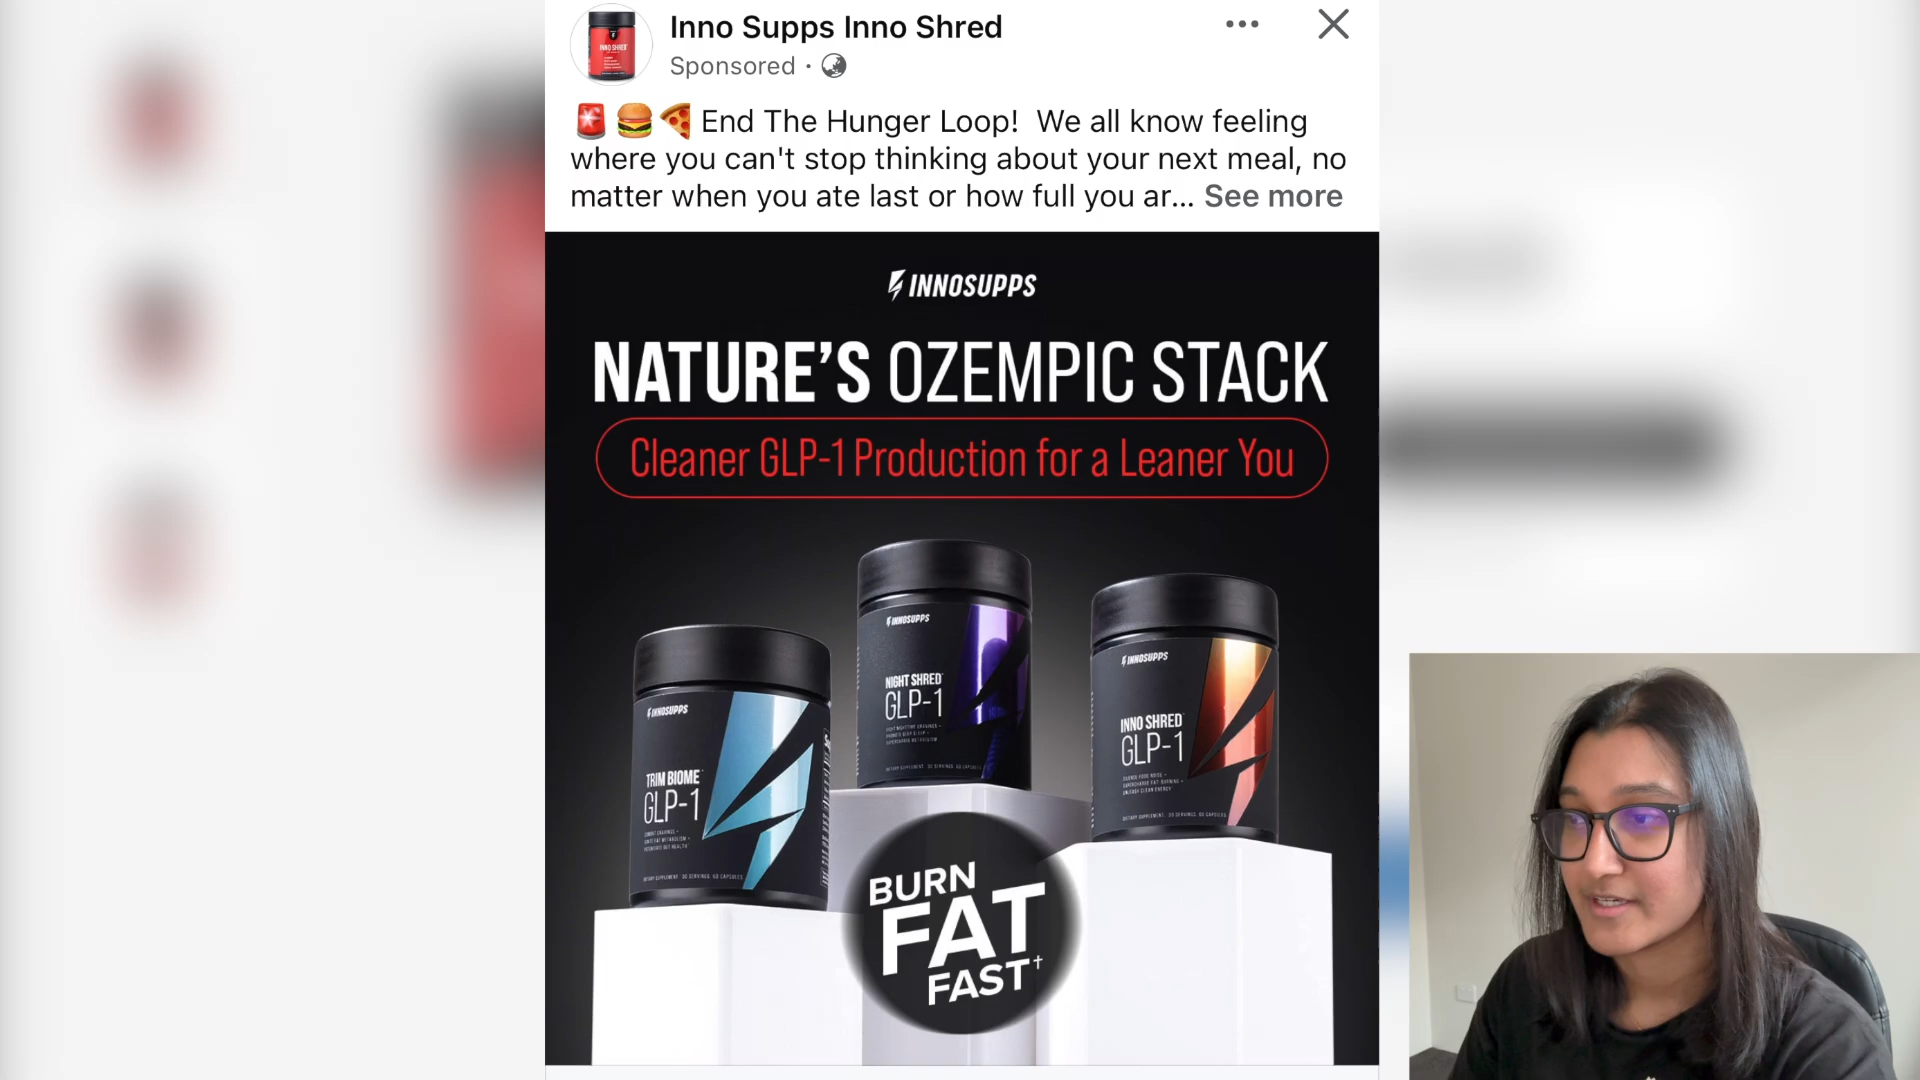 Inno Supps Inno Shred
Sponsored ·
End The Hunger Loop! We all know feeling
where you can't stop thinking about your next meal, no
matter when you ate last or how full you ar... See more
INNOSUPPS
NATURE'S OZEMPIC STACK
Cleaner GLP-1 Production for a Leaner You
INNOSUPPS
TRIM BIOME
GLP-1
INNOSUPPS
NIGHT SHRED
GLP-1
INNOSUPPS
INNO SHRED
GLP-1
BURN
FAT
FAST†